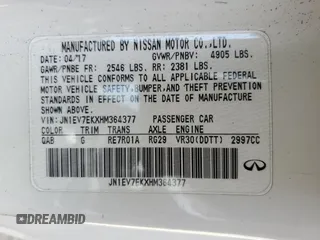 MANUFACTURED BY NISSAN MOTOR CO.,LTD.
DATE: 04/17 GVWR/PNBV: 4905 LBS.
GAWR/PNBE FR: 2546 LBS. RR: 2381 LBS.
THIS VEHICLE CONFORMS TO ALL APPLICABLE FEDERAL
MOTOR VEHICLE SAFETY, BUMPER, AND THEFT
PREVENTION STANDARDS IN EFFECT ON THE DATE OF MANUFACTURE
SHOWN ABOVE.
VIN: JN1EV7EKXHM364377 PASSENGER CAR
COLOR TRIM TRANS AXLE ENGINE
QAB G RE7R01A RG29 VR30(DDTT) 2997CC
JN1EV7EKXHM364377
INFINITI
© DREAMBID dreambid.com